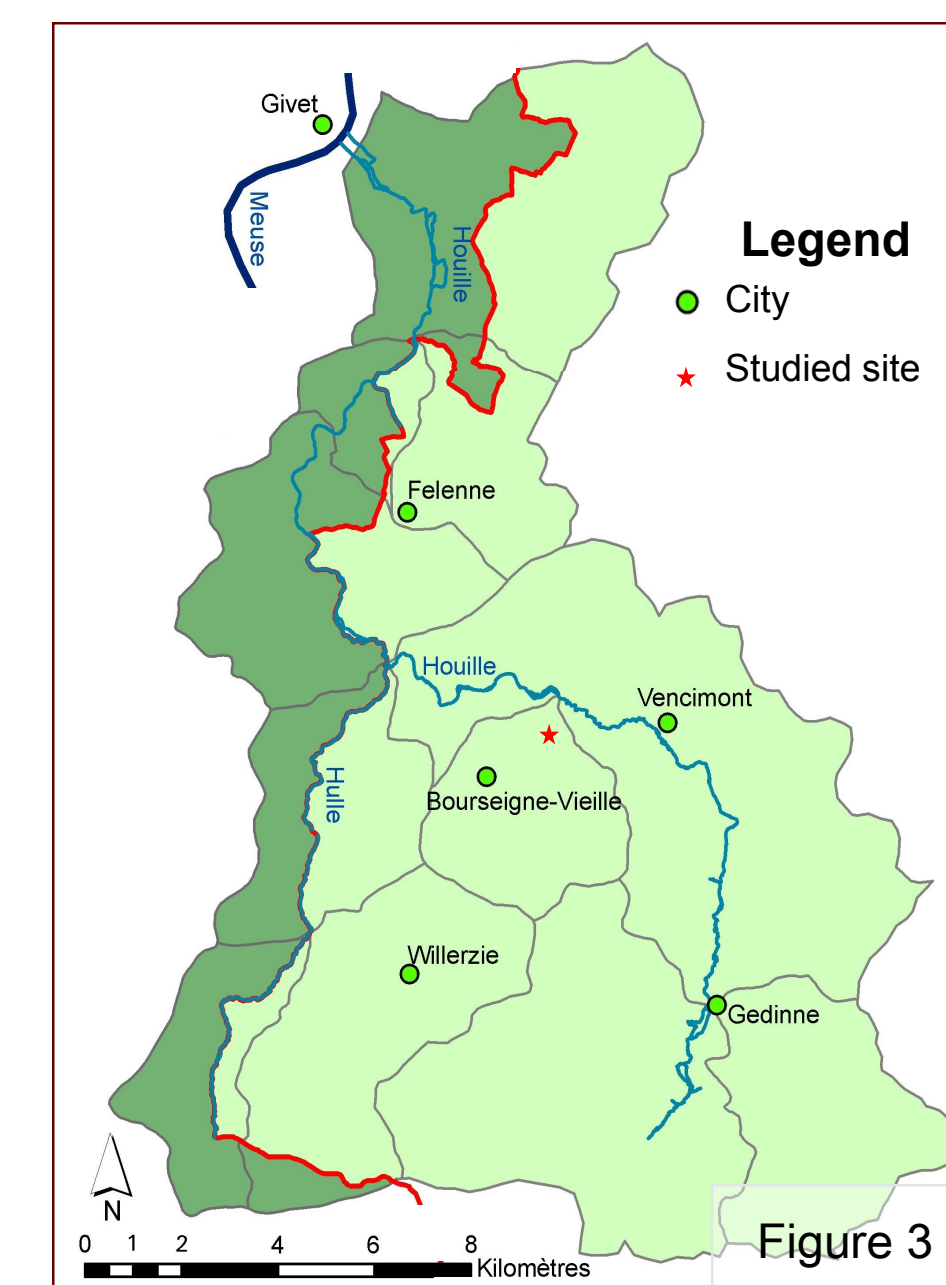 Givet
Meuse
Houille
Legend
City
Studied site
Felenne
Houille
Vencimont
Hulle
Bourseigne-Vieille
Willerzie
Gedinne
N
0 1 2 4 6 8
Kilomètres
Figure 3